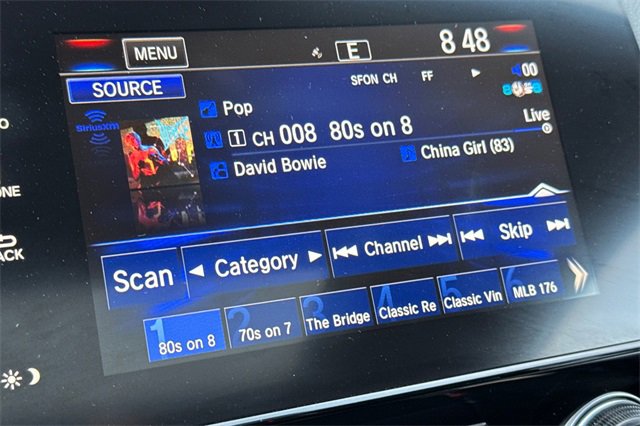 MENU
E
8 48
SOURCE
SFON CH
FF
00
SiriusXM
Pop
1 CH 008 80s on 8
Live
David Bowie
China Girl (83)
Scan
Category
Channel
Skip
1 80s on 8
2 70s on 7
3 The Bridge
4 Classic Re
5 Classic Vin
6 MLB 176
ONE
ACK